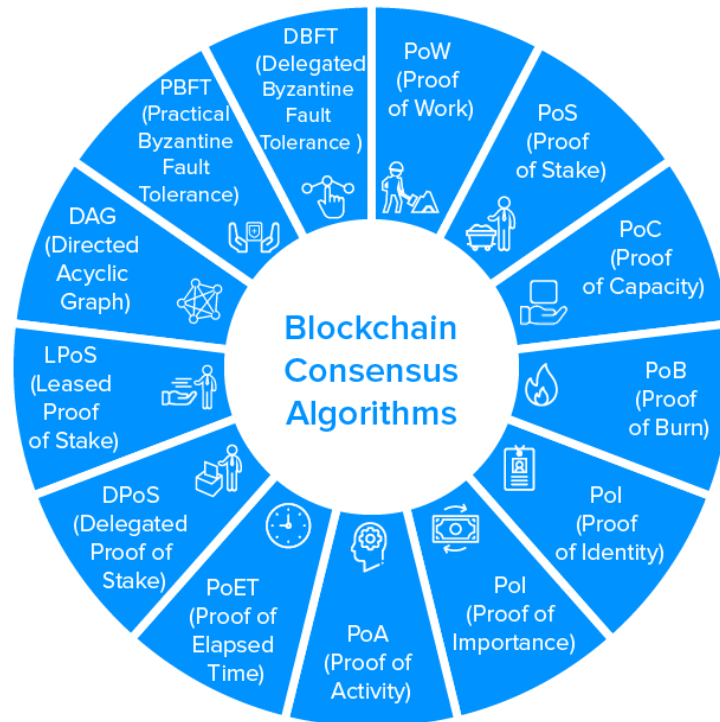 Blockchain
Consensus
Algorithms
PoW
(Proof
of Work)
PoS
(Proof
of Stake)
PoC
(Proof
of Capacity)
PoB
(Proof
of Burn)
PoI
(Proof
of Identity)
PoI
(Proof of
Importance)
PoA
(Proof of
Activity)
PoET
(Proof of
Elapsed
Time)
DPoS
(Delegated
Proof of
Stake)
LPoS
(Leased
Proof
of Stake)
DAG
(Directed
Acyclic
Graph)
PBFT
(Practical
Byzantine
Fault
Tolerance)
DBFT
(Delegated
Byzantine
Fault
Tolerance )